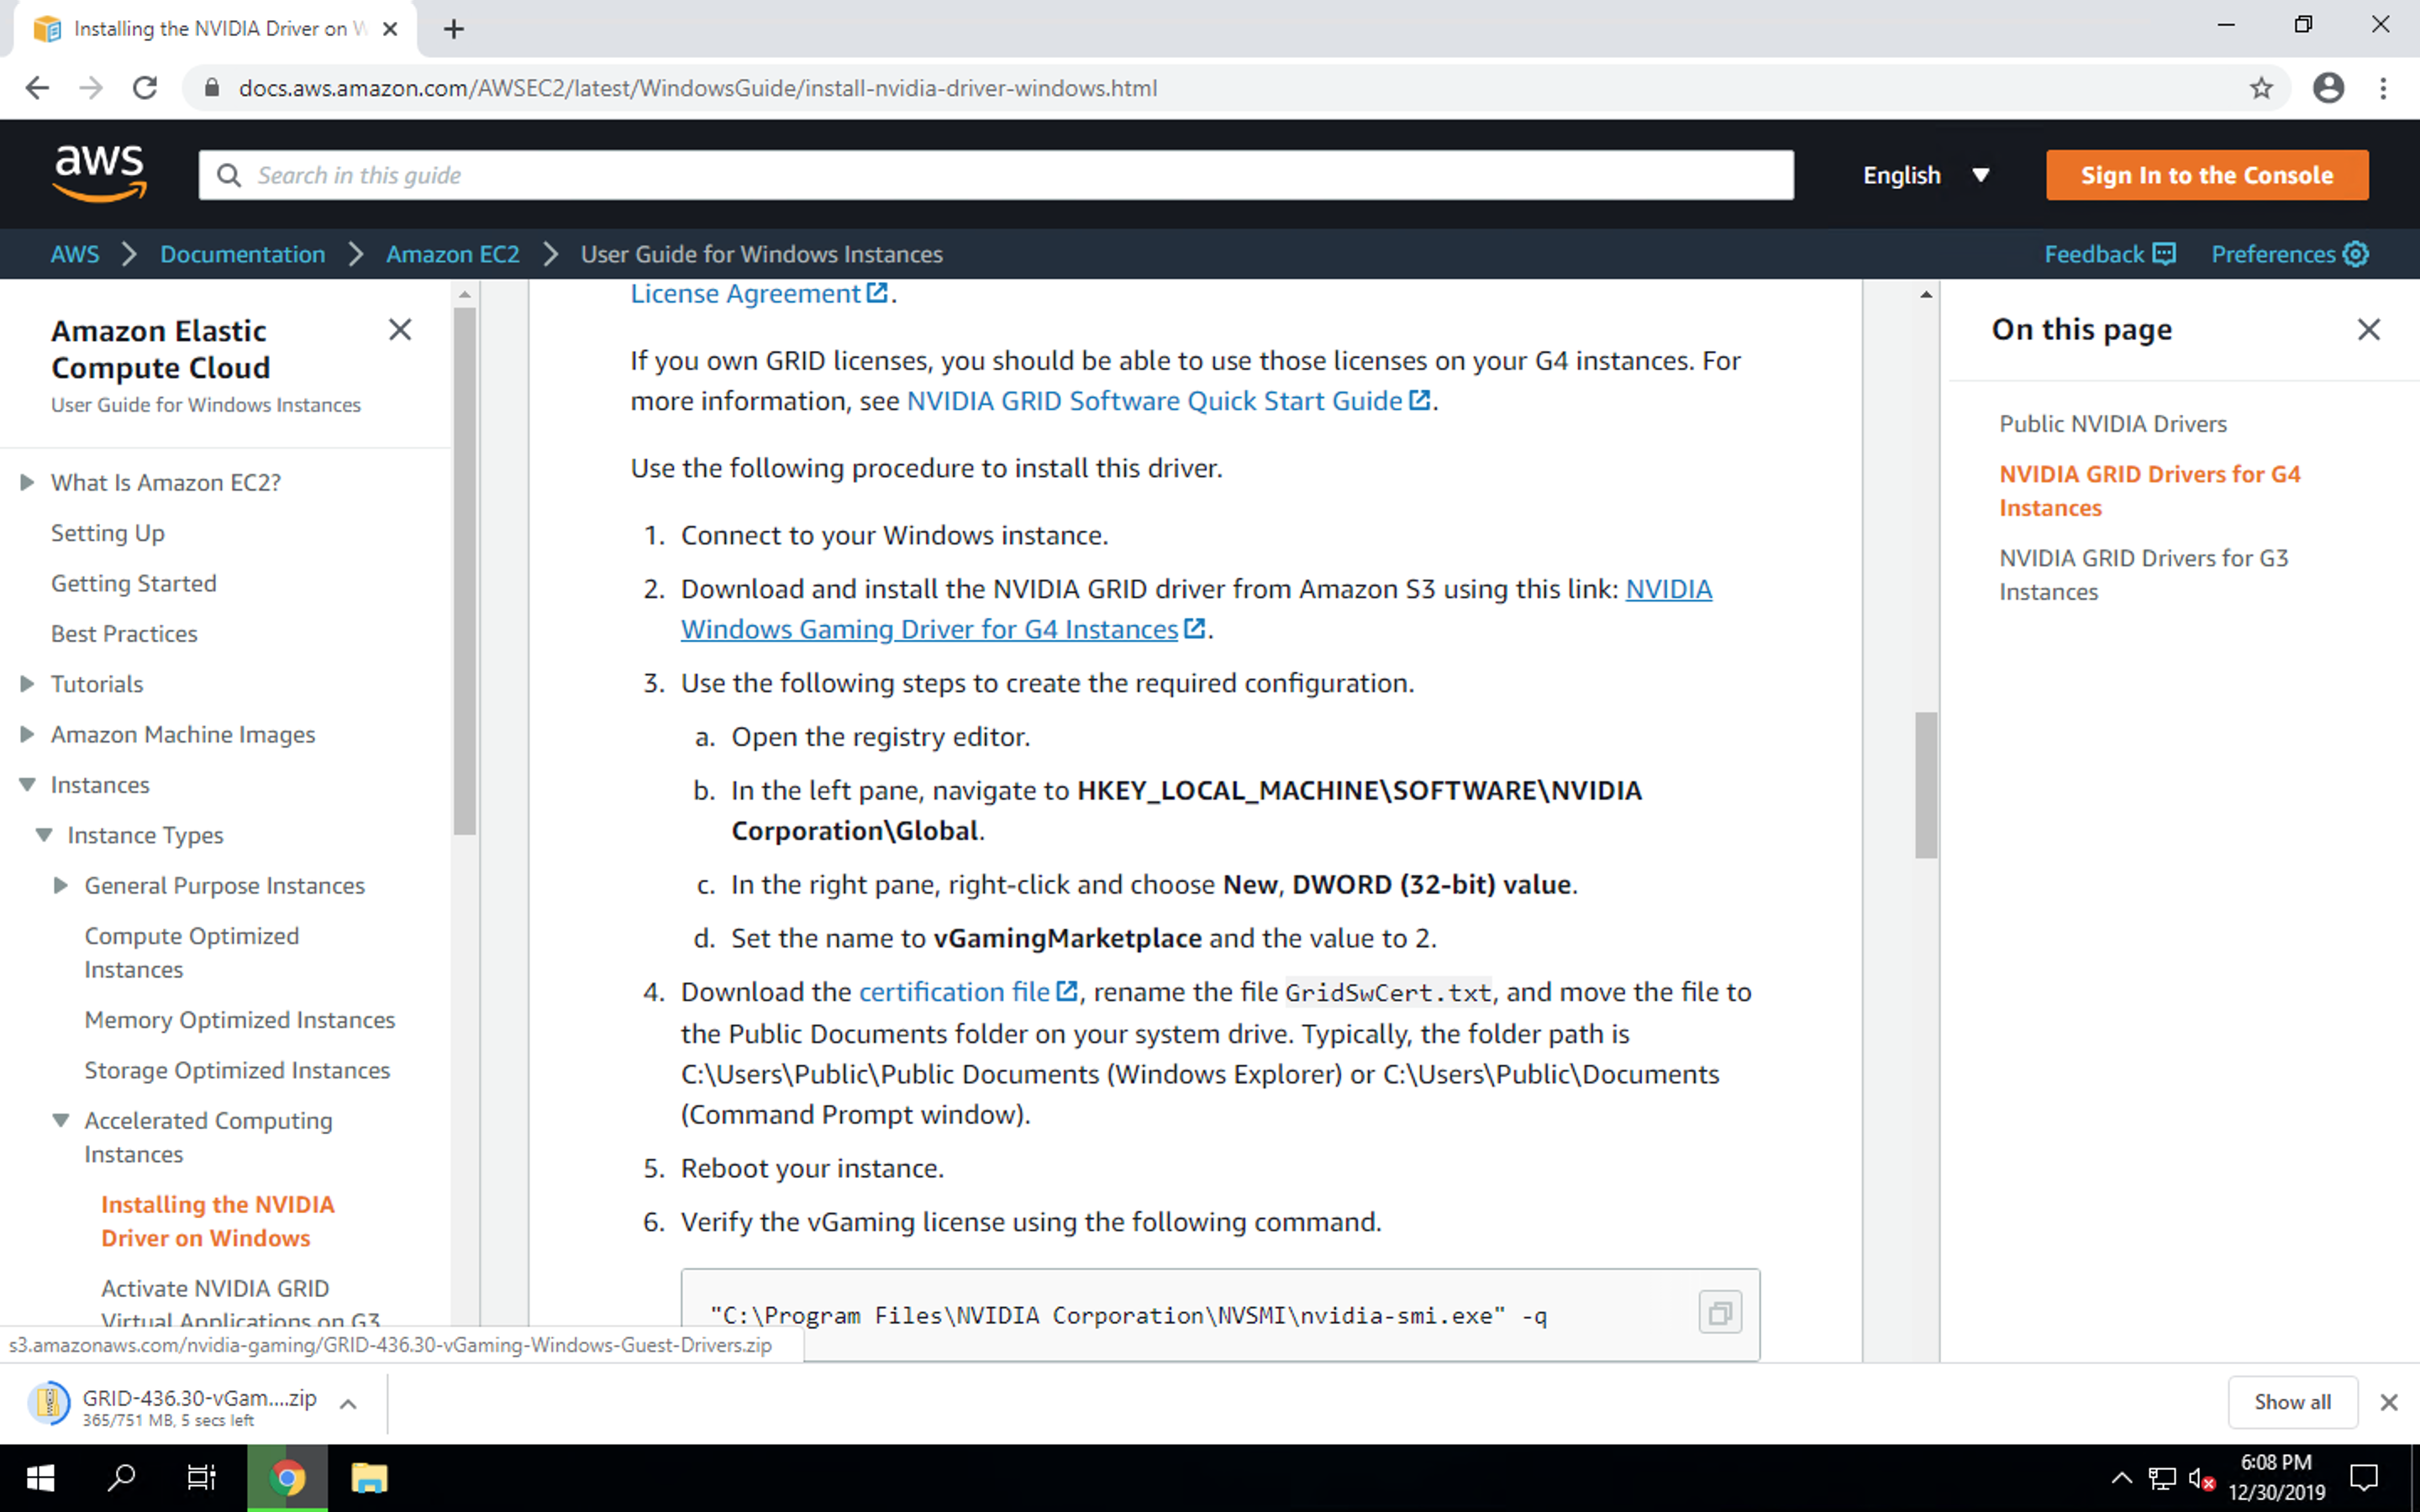 Installing the NVIDIA Driver on W
docs.aws.amazon.com/AWSEC2/latest/WindowsGuide/install-nvidia-driver-windows.html
aws
Search in this guide
English
Sign In to the Console
AWS > Documentation > Amazon EC2 > User Guide for Windows Instances
Feedback
Preferences
Amazon Elastic
Compute Cloud
User Guide for Windows Instances
What Is Amazon EC2?
Setting Up
Getting Started
Best Practices
Tutorials
Amazon Machine Images
Instances
Instance Types
General Purpose Instances
Compute Optimized
Instances
Memory Optimized Instances
Storage Optimized Instances
Accelerated Computing
Instances
Installing the NVIDIA
Driver on Windows
Activate NVIDIA GRID
Virtual Applications on G3
License Agreement.
If you own GRID licenses, you should be able to use those licenses on your G4 instances. For
more information, see NVIDIA GRID Software Quick Start Guide.
Use the following procedure to install this driver.
1. Connect to your Windows instance.
2. Download and install the NVIDIA GRID driver from Amazon S3 using this link: NVIDIA
Windows Gaming Driver for G4 Instances.
3. Use the following steps to create the required configuration.
a. Open the registry editor.
b. In the left pane, navigate to HKEY_LOCAL_MACHINE\SOFTWARE\NVIDIA
Corporation\Global.
c. In the right pane, right-click and choose New, DWORD (32-bit) value.
d. Set the name to vGamingMarketplace and the value to 2.
4. Download the certification file, rename the file GridSwCert.txt, and move the file to
the Public Documents folder on your system drive. Typically, the folder path is
C:\Users\Public\Public Documents (Windows Explorer) or C:\Users\Public\Documents
(Command Prompt window).
5. Reboot your instance.
6. Verify the vGaming license using the following command.
"C:\Program Files\NVIDIA Corporation\NVSMI\nvidia-smi.exe" -q
On this page
Public NVIDIA Drivers
NVIDIA GRID Drivers for G4
Instances
NVIDIA GRID Drivers for G3
Instances
s3.amazonaws.com/nvidia-gaming/GRID-436.30-vGaming-Windows-Guest-Drivers.zip
GRID-436.30-vGam....zip
365/751 MB, 5 secs left
Show all
6:08 PM
12/30/2019